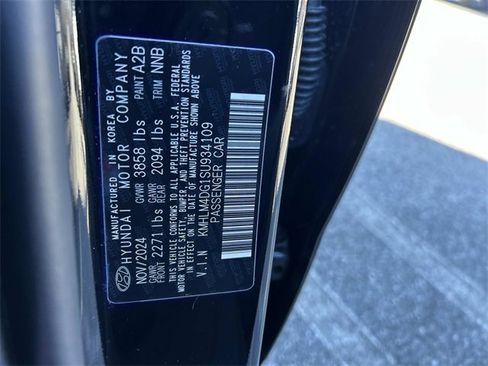 MANUFACTURED IN KOREA BY
HYUNDAI MOTOR COMPANY
NOV/2024 GVWR 3858 lbs PAINT A2B
GAWR FRONT 2271 lbs GAWR REAR 2094 lbs TRIM NNB
THIS VEHICLE CONFORMS TO ALL APPLICABLE U.S.A. FEDERAL
MOTOR VEHICLE SAFETY, BUMPER, AND THEFT PREVENTION STANDARDS
IN EFFECT ON THE DATE OF MANUFACTURE SHOWN ABOVE
V.I.N KMHLM4DG1SU934109
PASSENGER CAR